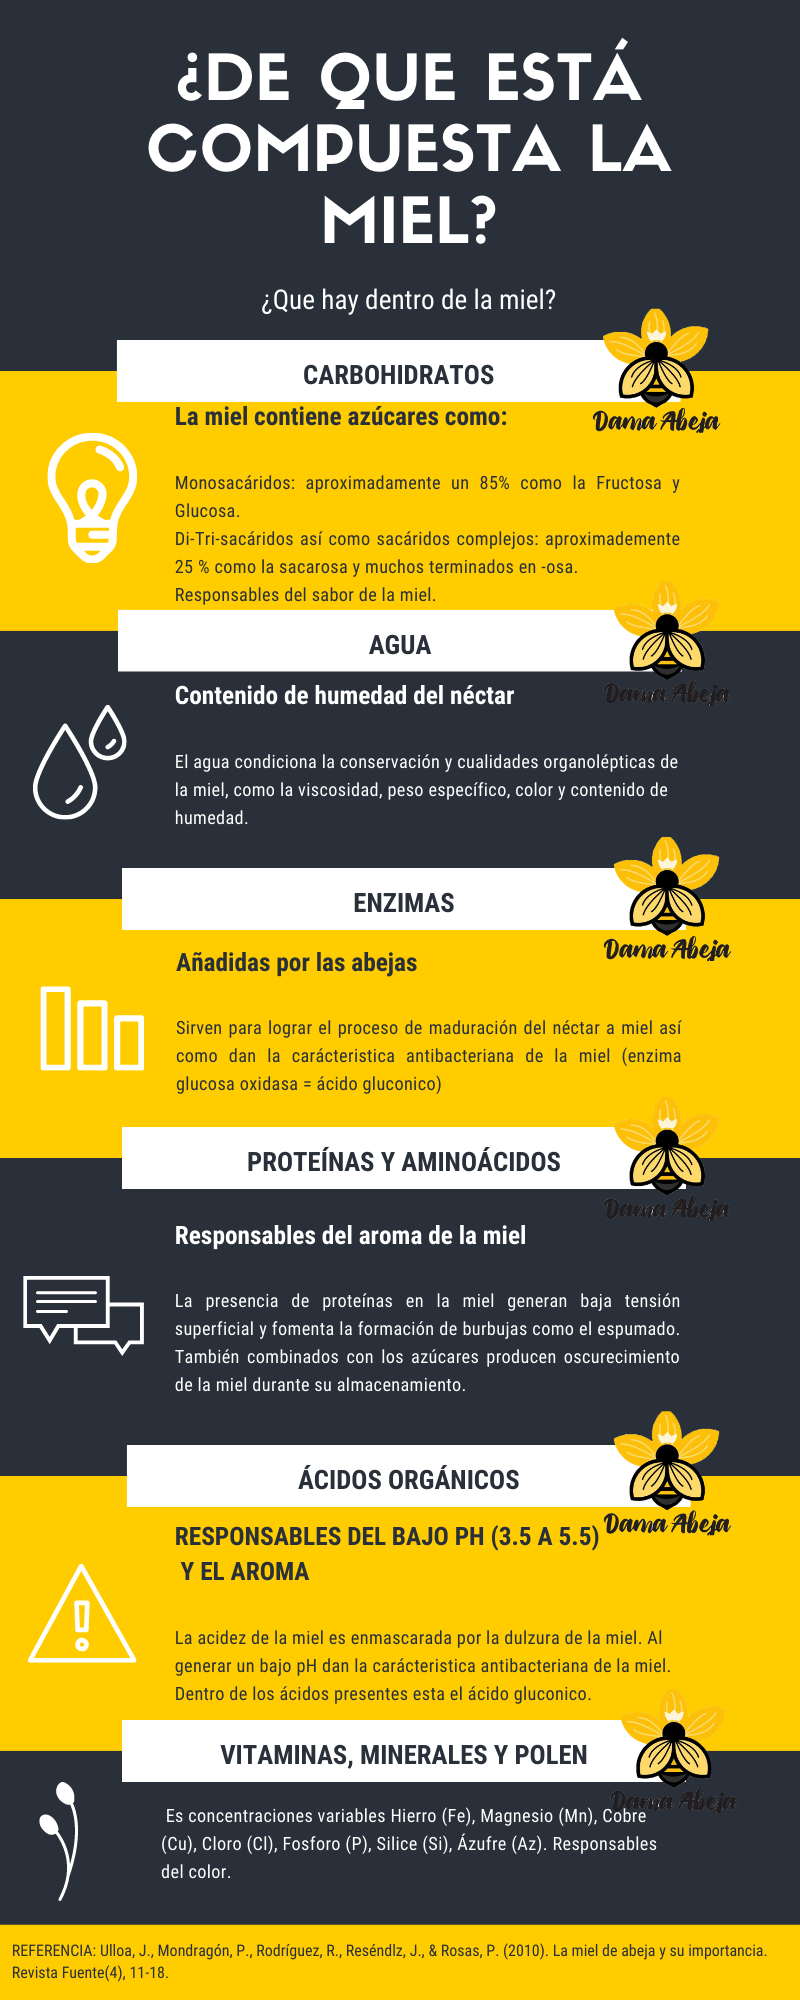 ¿DE QUE ESTÁ
COMPUESTA LA
MIEL?
¿Que hay dentro de la miel?
CARBOHIDRATOS
Dama Abeja
La miel contiene azúcares como:
Monosacáridos: aproximadamente un 85% como la Fructosa y
Glucosa.
Di-Tri-sacáridos así como sacáridos complejos: aproximademente
25 % como la sacarosa y muchos terminados en -osa.
Responsables del sabor de la miel.
AGUA
Dama Abeja
Contenido de humedad del néctar
El agua condiciona la conservación y cualidades organolépticas de
la miel, como la viscosidad, peso específico, color y contenido de
humedad.
ENZIMAS
Dama Abeja
Añadidas por las abejas
Sirven para lograr el proceso de maduración del néctar a miel así
como dan la carácteristica antibacteriana de la miel (enzima
glucosa oxidasa = ácido gluconico)
PROTEÍNAS Y AMINOÁCIDOS
Dama Abeja
Responsables del aroma de la miel
La presencia de proteínas en la miel generan baja tensión
superficial y fomenta la formación de burbujas como el espumado.
También combinados con los azúcares producen oscurecimiento
de la miel durante su almacenamiento.
ÁCIDOS ORGÁNICOS
Dama Abeja
RESPONSABLES DEL BAJO PH (3.5 A 5.5)
Y EL AROMA
La acidez de la miel es enmascarada por la dulzura de la miel. Al
generar un bajo pH dan la carácteristica antibacteriana de la miel.
Dentro de los ácidos presentes esta el ácido gluconico.
VITAMINAS, MINERALES Y POLEN
Dama Abeja
Es concentraciones variables Hierro (Fe), Magnesio (Mn), Cobre
(Cu), Cloro (Cl), Fosforo (P), Silice (Si), Ázufre (Az). Responsables
del color.
REFERENCIA: Ulloa, J., Mondragón, P., Rodríguez, R., Reséndlz, J., & Rosas, P. (2010). La miel de abeja y su importancia.
Revista Fuente(4), 11-18.